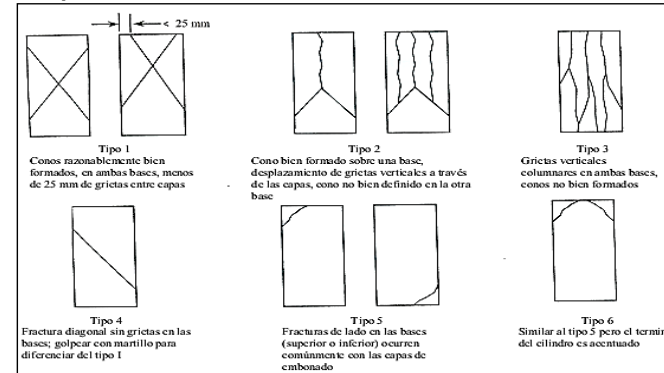 < 25 mm
Tipo 1
Conos razonablemente bien
formados, en ambas bases, menos
de 25 mm de grietas entre capas
Tipo 2
Cono bien formado sobre una base,
desplazamiento de grietas verticales a través
de las capas, cono no bien definido en la otra
base
Tipo 3
Grietas verticales
columnares en ambas bases,
conos no bien formados
Tipo 4
Fractura diagonal sin grietas en las
bases; golpear con martillo para
diferenciar del tipo I
Tipo 5
Fracturas de lado en las bases
(superior o inferior) ocurren
comúnmente con las capas de
embonado
Tipo 6
Similar al tipo 5 pero el termin
del cilindro es acentuado